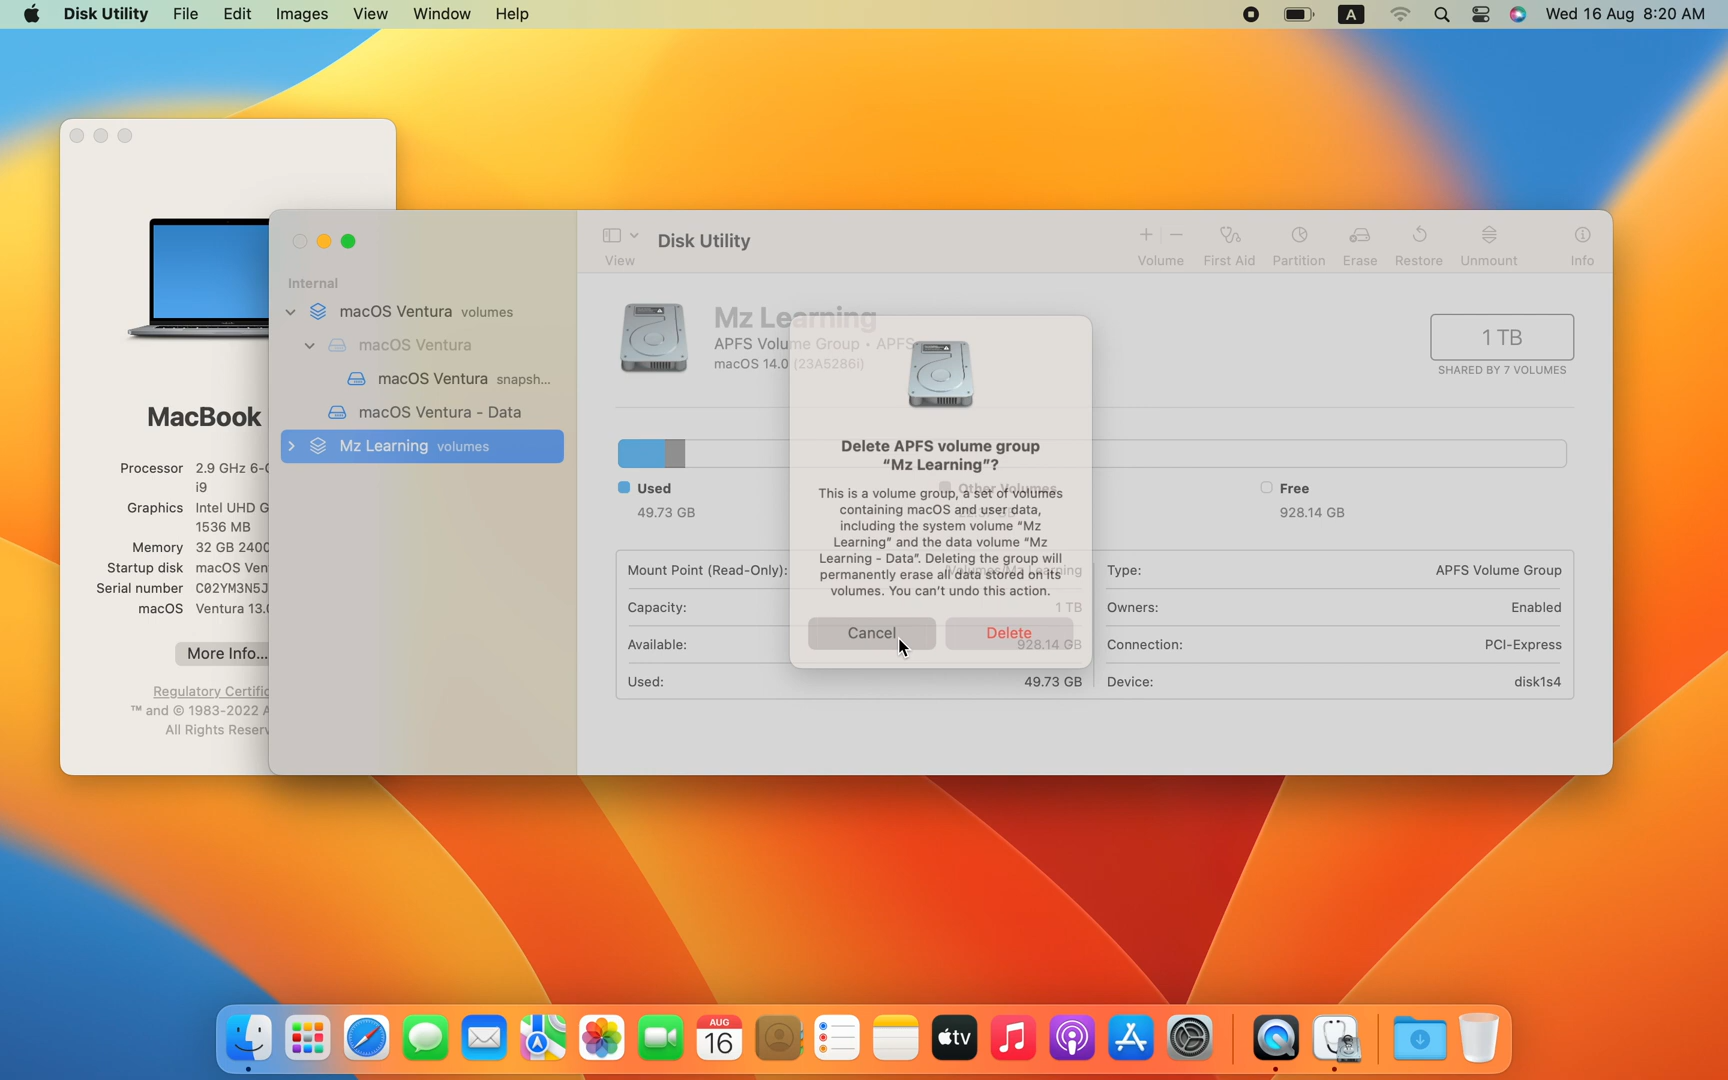 Disk Utility File Edit Images View Window Help
A Wed 16 Aug 8:20 AM
MacBook
Processor 2.9 GHz 6-
i9
Graphics Intel UHD G
1536 MB
Memory 32 GB 2400
Startup disk macOS Ven
Serial number C02YM3N5J
macOS Ventura 13.
More Info...
Regulatory Certific
™ and © 1983-2022 A
All Rights Reserv
Internal
macOS Ventura volumes
macOS Ventura
macOS Ventura snapsh...
macOS Ventura - Data
Mz Learning volumes
Disk Utility
View
Volume First Aid Partition Erase Restore Unmount Info
Mz Learning
APFS Volume Group • APFS
macOS 14.0 (23A5286i)
1 TB
SHARED BY 7 VOLUMES
Used
49.73 GB
Other Volumes
Free
928.14 GB
Mount Point (Read-Only): /Volumes/Mz Learning
Capacity: 1 TB
Available: 928.14 GB
Used: 49.73 GB
Type: APFS Volume Group
Owners: Enabled
Connection: PCI-Express
Device: disk1s4
Delete APFS volume group
“Mz Learning”?
This is a volume group, a set of volumes
containing macOS and user data,
including the system volume “Mz
Learning” and the data volume “Mz
Learning - Data”. Deleting the group will
permanently erase all data stored on its
volumes. You can’t undo this action.
Cancel Delete
AUG
16
tv